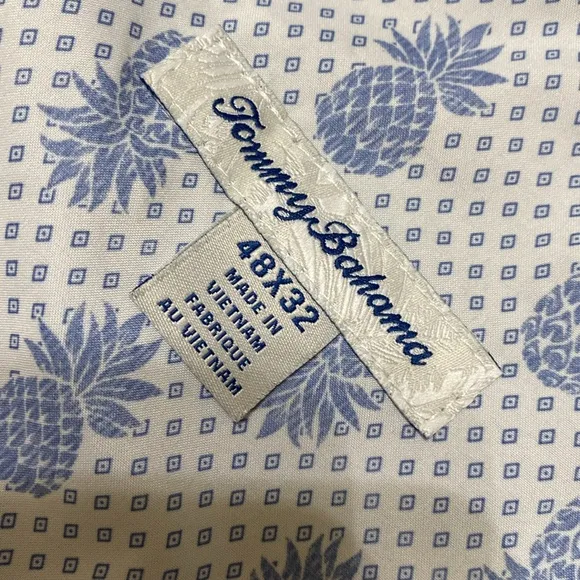 Tommy Bahama
48X32
MADE IN
VIETNAM
FABRIQUE
AU VIETNAM